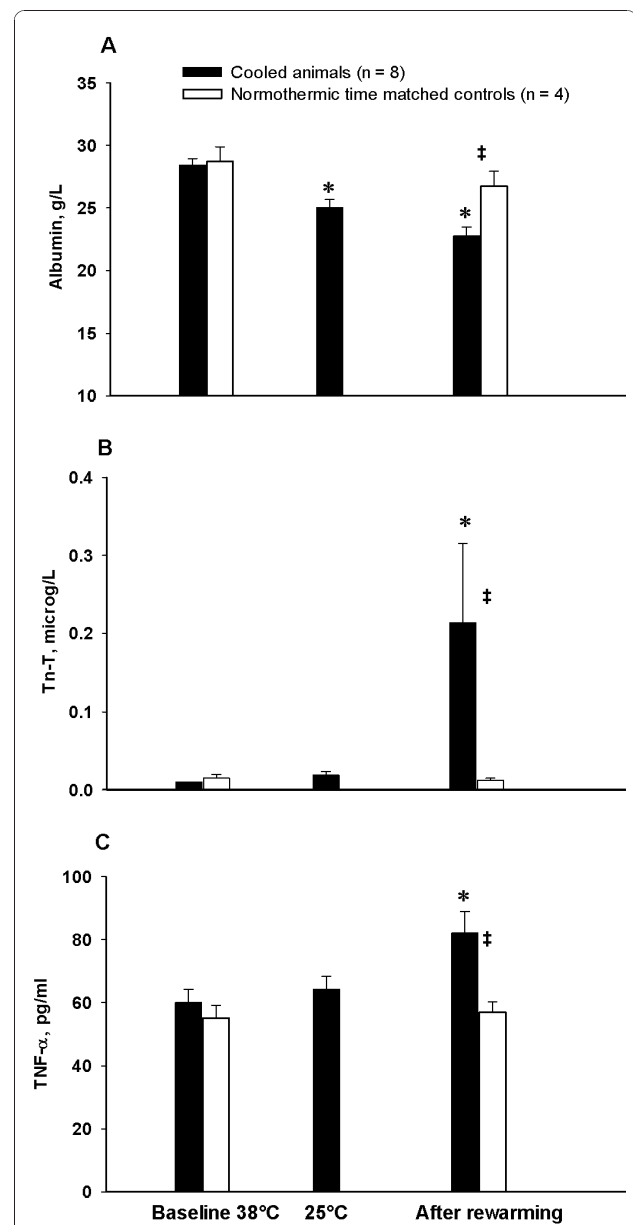 A
Cooled animals (n = 8)
Normothermic time matched controls (n = 4)
35
30
25
20
15
10
Albumin, g/L
*
*
‡
B
0.4
0.3
0.2
0.1
0.0
Tn-T, microg/L
*
‡
C
100
80
60
40
20
0
TNF-α, pg/ml
*
‡
Baseline 38°C 25°C After rewarming